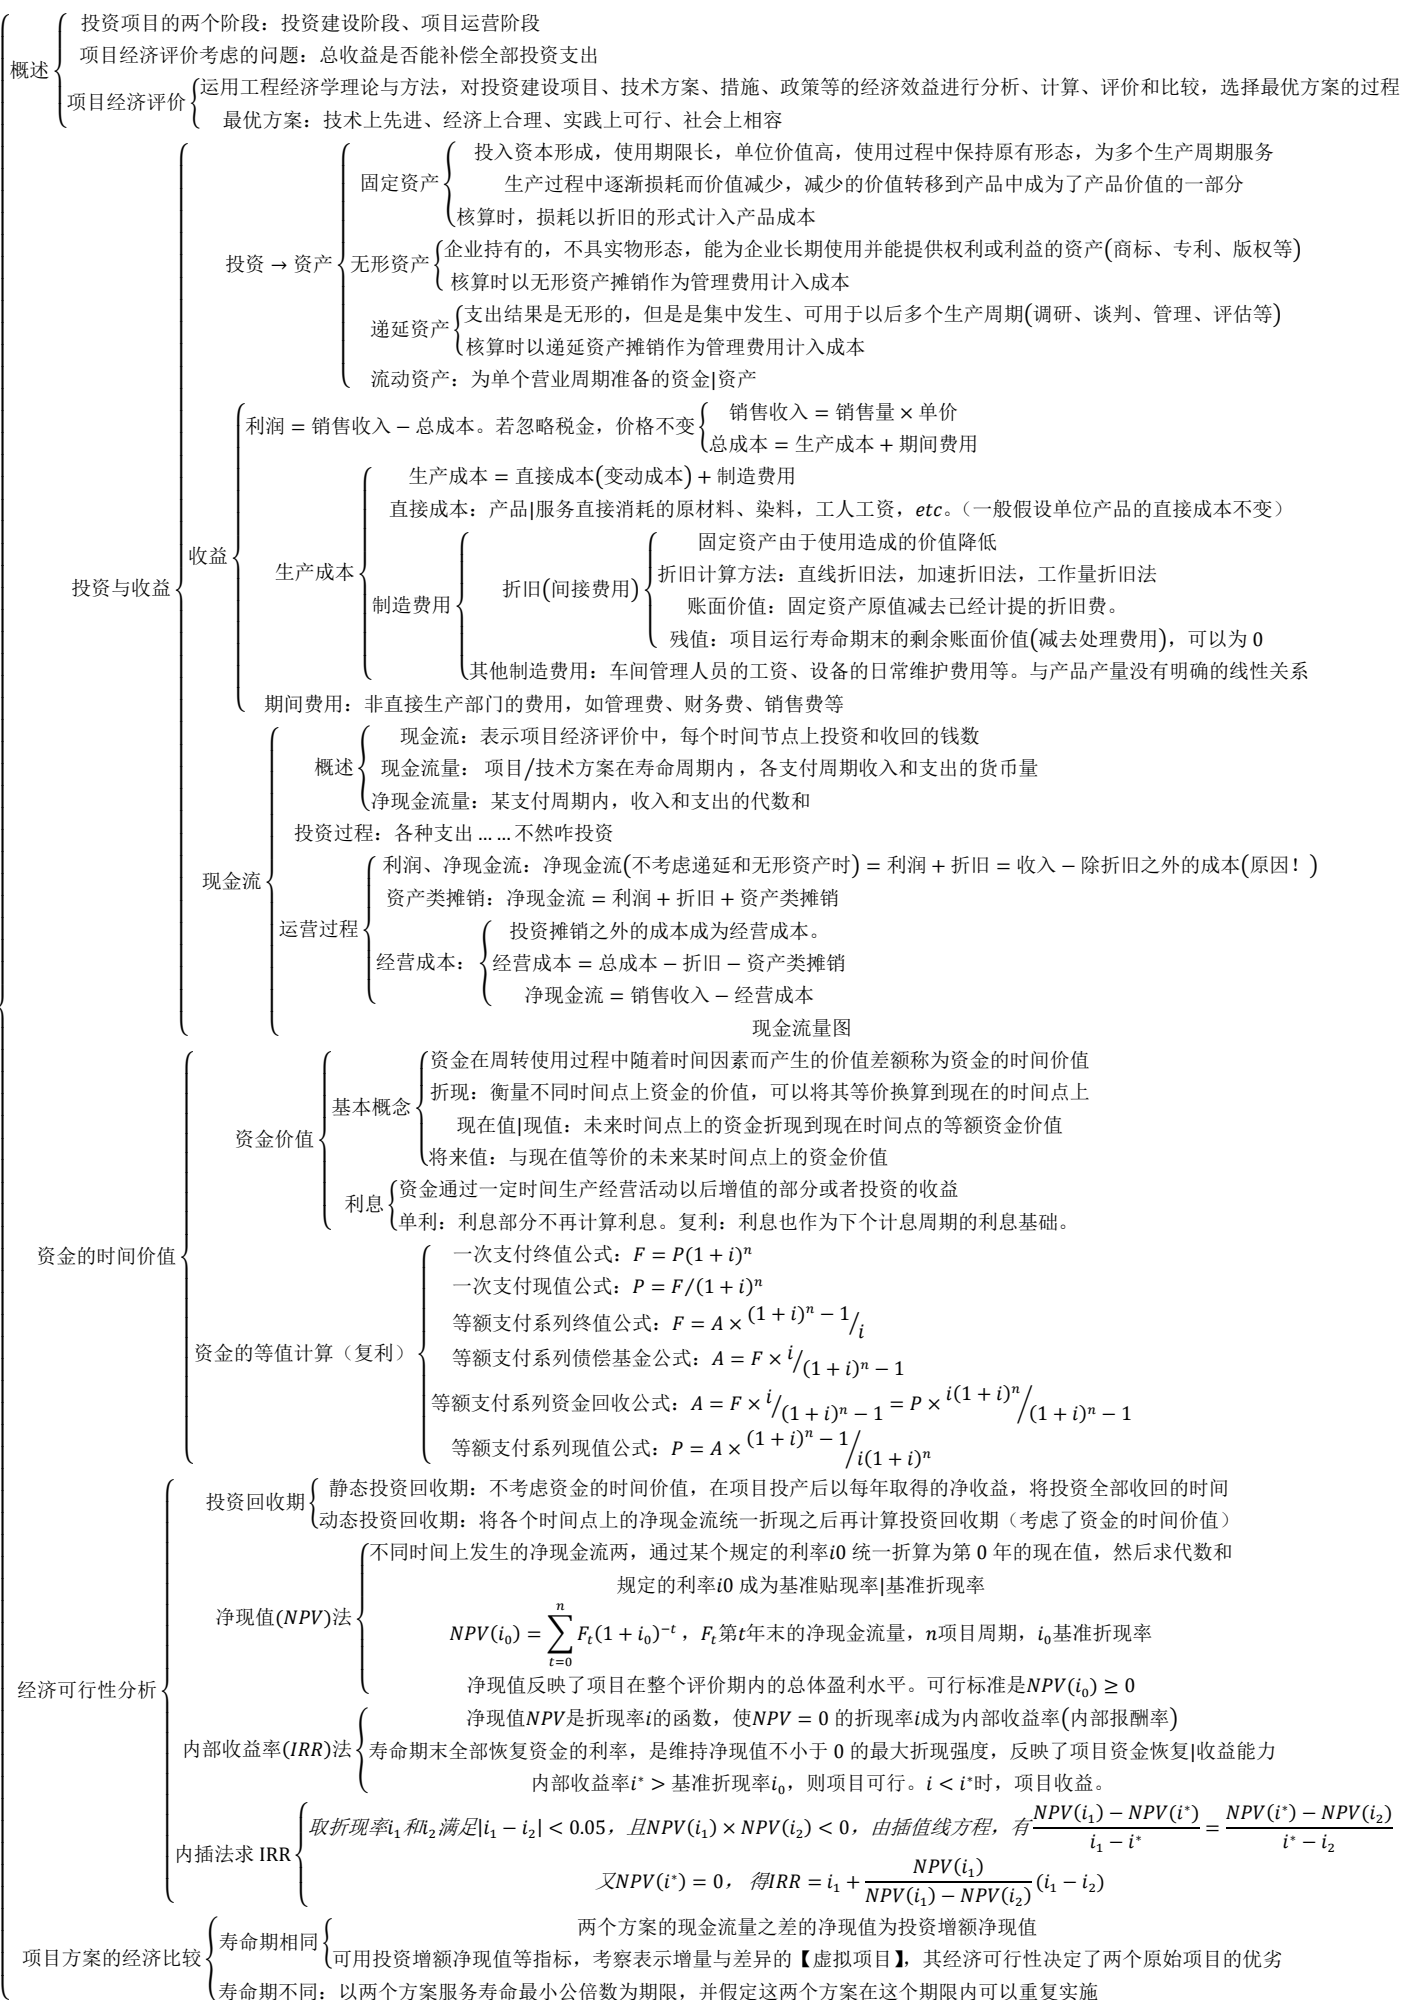 投资项目的两个阶段：投资建设阶段、项目运营阶段
项目经济评价考虑的问题：总收益是否能补偿全部投资支出
概述
项目经济评价
运用工程经济学理论与方法，对投资建设项目、技术方案、措施、政策等的经济效益进行分析、计算、评价和比较，选择最优方案的过程
最优方案：技术上先进、经济上合理、实践上可行、社会上相容
投资与收益
投资 → 资产
固定资产
投入资本形成，使用期限长，单位价值高，使用过程中保持原有形态，为多个生产周期服务
生产过程中逐渐损耗而价值减少，减少的价值转移到产品中成为了产品价值的一部分
核算时，损耗以折旧的形式计入产品成本
无形资产
企业持有的，不具实物形态，能为企业长期使用并能提供权利或利益的资产(商标、专利、版权等)
核算时以无形资产摊销作为管理费用计入成本
递延资产
支出结果是无形的，但是是集中发生、可用于以后多个生产周期(调研、谈判、管理、评估等)
核算时以递延资产摊销作为管理费用计入成本
流动资产：为单个营业周期准备的资金|资产
收益
利润 = 销售收入 − 总成本。若忽略税金，价格不变
销售收入 = 销售量 × 单价
总成本 = 生产成本 + 期间费用
生产成本
生产成本 = 直接成本(变动成本) + 制造费用
直接成本：产品|服务直接消耗的原材料、染料，工人工资，etc。（一般假设单位产品的直接成本不变）
制造费用
折旧(间接费用)
固定资产由于使用造成的价值降低
折旧计算方法：直线折旧法，加速折旧法，工作量折旧法
账面价值：固定资产原值减去已经计提的折旧费。
残值：项目运行寿命期末的剩余账面价值(减去处理费用)，可以为 0
其他制造费用：车间管理人员的工资、设备的日常维护费用等。与产品产量没有明确的线性关系
期间费用：非直接生产部门的费用，如管理费、财务费、销售费等
现金流
概述
现金流：表示项目经济评价中，每个时间节点上投资和收回的钱数
现金流量： 项目/技术方案在寿命周期内，各支付周期收入和支出的货币量
净现金流量：某支付周期内，收入和支出的代数和
投资过程：各种支出 … … 不然咋投资
运营过程
利润、净现金流：净现金流(不考虑递延和无形资产时) = 利润 + 折旧 = 收入 − 除折旧之外的成本(原因！)
资产类摊销：净现金流 = 利润 + 折旧 + 资产类摊销
经营成本：
投资摊销之外的成本成为经营成本。
经营成本 = 总成本 − 折旧 − 资产类摊销
净现金流 = 销售收入 − 经营成本
现金流量图
资金的时间价值
资金价值
基本概念
资金在周转使用过程中随着时间因素而产生的价值差额称为资金的时间价值
折现：衡量不同时间点上资金的价值，可以将其等价换算到现在的时间点上
现在值|现值：未来时间点上的资金折现到现在时间点的等额资金价值
将来值：与现在值等价的未来某时间点上的资金价值
利息
资金通过一定时间生产经营活动以后增值的部分或者投资的收益
单利：利息部分不再计算利息。复利：利息也作为下个计息周期的利息基础。
资金的等值计算（复利）
一次支付终值公式：F = P(1 + i)ⁿ
一次支付现值公式：P = F/(1 + i)ⁿ
等额支付系列终值公式：F = A × (1 + i)ⁿ − 1/i
等额支付系列债偿基金公式：A = F × i/(1 + i)ⁿ − 1
等额支付系列资金回收公式：A = F × i/(1 + i)ⁿ − 1 = P × i(1 + i)ⁿ/(1 + i)ⁿ − 1
等额支付系列现值公式：P = A × (1 + i)ⁿ − 1/i(1 + i)ⁿ
经济可行性分析
投资回收期
静态投资回收期：不考虑资金的时间价值，在项目投产后以每年取得的净收益，将投资全部收回的时间
动态投资回收期：将各个时间点上的净现金流统一折现之后再计算投资回收期（考虑了资金的时间价值）
净现值(NPV)法
不同时间上发生的净现金流两，通过某个规定的利率i0 统一折算为第 0 年的现在值，然后求代数和
规定的利率i0 成为基准贴现率|基准折现率
NPV(i₀) = ∑_{t=0}^{n} Fₜ(1 + i₀)⁻ᵗ，Fₜ第t年末的净现金流量，n项目周期，i₀基准折现率
净现值反映了项目在整个评价期内的总体盈利水平。可行标准是NPV(i₀) ≥ 0
内部收益率(IRR)法
净现值NPV是折现率i的函数，使NPV = 0 的折现率i成为内部收益率(内部报酬率)
寿命期末全部恢复资金的利率，是维持净现值不小于 0 的最大折现强度，反映了项目资金恢复|收益能力
内部收益率i* > 基准折现率i₀，则项目可行。i < i*时，项目收益。
内插法求 IRR
取折现率i₁和i₂满足|i₁ − i₂| < 0.05，且NPV(i₁) × NPV(i₂) < 0，由插值线方程，有 NPV(i₁) − NPV(i*)/i₁ − i* = NPV(i*) − NPV(i₂)/i* − i₂
又NPV(i*) = 0， 得IRR = i₁ + NPV(i₁)/NPV(i₁) − NPV(i₂) (i₁ − i₂)
项目方案的经济比较
寿命期相同
两个方案的现金流量之差的净现值为投资增额净现值
可用投资增额净现值等指标，考察表示增量与差异的【虚拟项目】，其经济可行性决定了两个原始项目的优劣
寿命期不同：以两个方案服务寿命最小公倍数为期限，并假定这两个方案在这个期限内可以重复实施